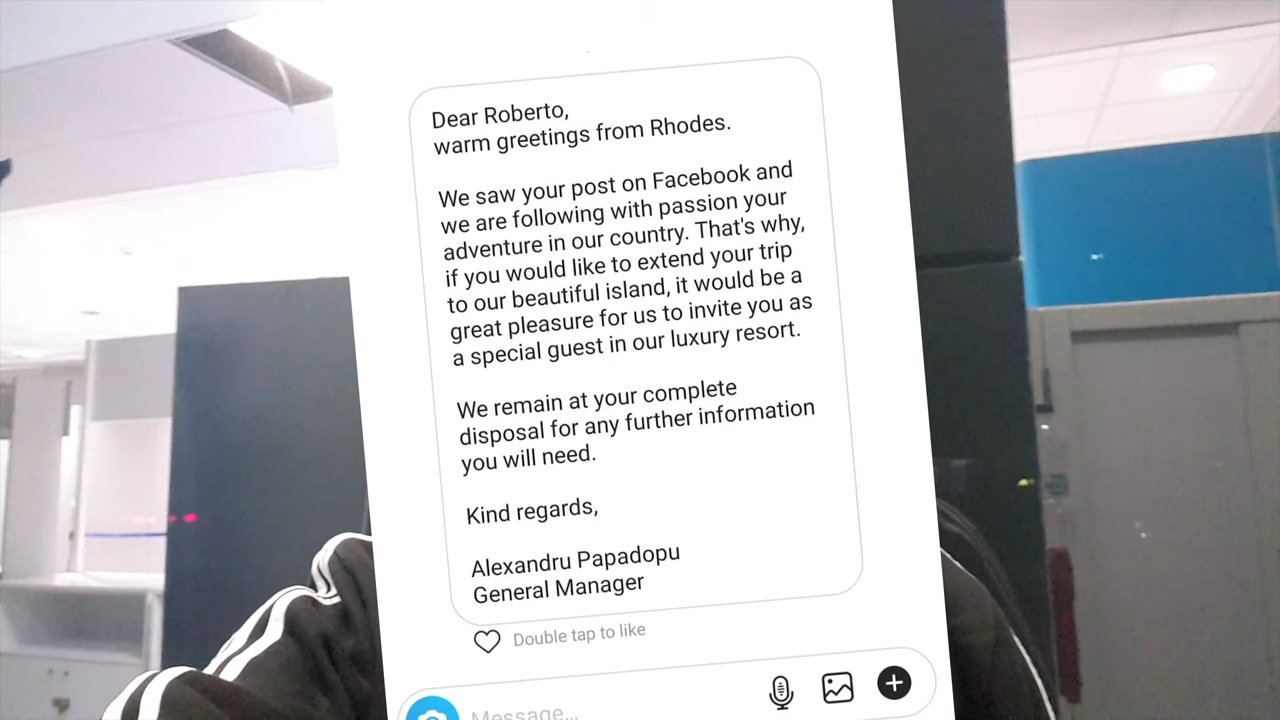 Dear Roberto,
warm greetings from Rhodes.
We saw your post on Facebook and
we are following with passion your
adventure in our country. That's why,
if you would like to extend your trip
to our beautiful island, it would be a
great pleasure for us to invite you as
a special guest in our luxury resort.
We remain at your complete
disposal for any further information
you will need.
Kind regards,
Alexandru Papadopu
General Manager
Double tap to like
Message...